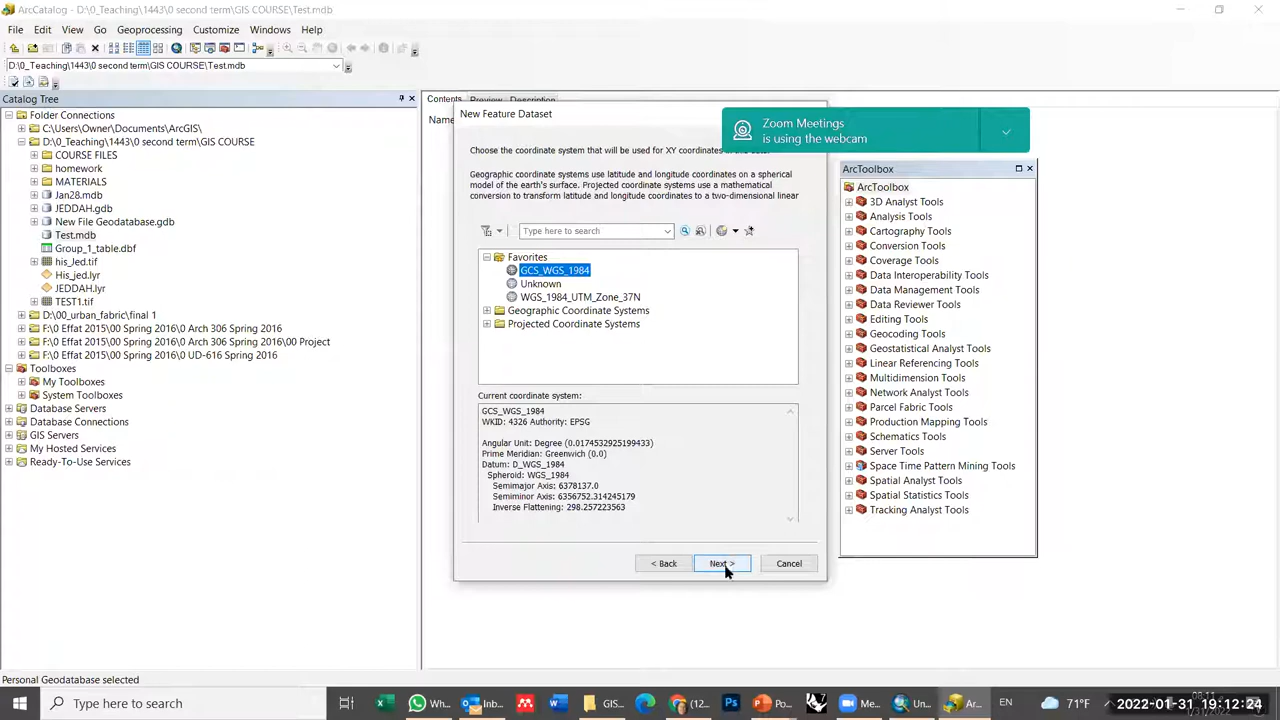 ArcCatalog - D:\0_Teaching\1443\0 second term\GIS COURSE\Test.mdb
File Edit View Go Geoprocessing Customize Windows Help
D:\0_Teaching\1443\0 second term\GIS COURSE\Test.mdb
Catalog Tree
Folder Connections
C:\Users\Owner\Documents\ArcGIS\
D:\0_Teaching\1443\0 second term\GIS COURSE
COURSE FILES
homework
MATERIALS
Jan28.mdb
JEDDAH.gdb
New File Geodatabase.gdb
Test.mdb
Group_1_table.dbf
his_Jed.tif
His_jed.lyr
JEDDAH.lyr
TEST1.tif
D:\00_urban_fabric\final 1
F:\0 Effat 2015\00 Spring 2016\0 Arch 306 Spring 2016
F:\0 Effat 2015\00 Spring 2016\0 Arch 306 Spring 2016\00 Project
F:\0 Effat 2015\00 Spring 2016\0 UD-616 Spring 2016
Toolboxes
My Toolboxes
System Toolboxes
Database Servers
Database Connections
GIS Servers
My Hosted Services
Ready-To-Use Services
Contents Preview Description
Name
New Feature Dataset
Choose the coordinate system that will be used for XY coordinates in this data.
Geographic coordinate systems use latitude and longitude coordinates on a spherical
model of the earth's surface. Projected coordinate systems use a mathematical
conversion to transform latitude and longitude coordinates to a two-dimensional linear
Type here to search
Favorites
GCS_WGS_1984
Unknown
WGS_1984_UTM_Zone_37N
Geographic Coordinate Systems
Projected Coordinate Systems
Current coordinate system:
GCS_WGS_1984
WKID: 4326 Authority: EPSG
Angular Unit: Degree (0.0174532925199433)
Prime Meridian: Greenwich (0.0)
Datum: D_WGS_1984
Spheroid: WGS_1984
Semimajor Axis: 6378137.0
Semiminor Axis: 6356752.314245179
Inverse Flattening: 298.257223563
< Back Next > Cancel
Zoom Meetings
is using the webcam
ArcToolbox
ArcToolbox
3D Analyst Tools
Analysis Tools
Cartography Tools
Conversion Tools
Coverage Tools
Data Interoperability Tools
Data Management Tools
Data Reviewer Tools
Editing Tools
Geocoding Tools
Geostatistical Analyst Tools
Linear Referencing Tools
Multidimension Tools
Network Analyst Tools
Parcel Fabric Tools
Production Mapping Tools
Schematics Tools
Server Tools
Space Time Pattern Mining Tools
Spatial Analyst Tools
Spatial Statistics Tools
Tracking Analyst Tools
Personal Geodatabase selected
Type here to search
Wh... Inb... GIS... (12... Po... Me... Un... Ar...
EN 71°F 2022-01-31 19:12:24